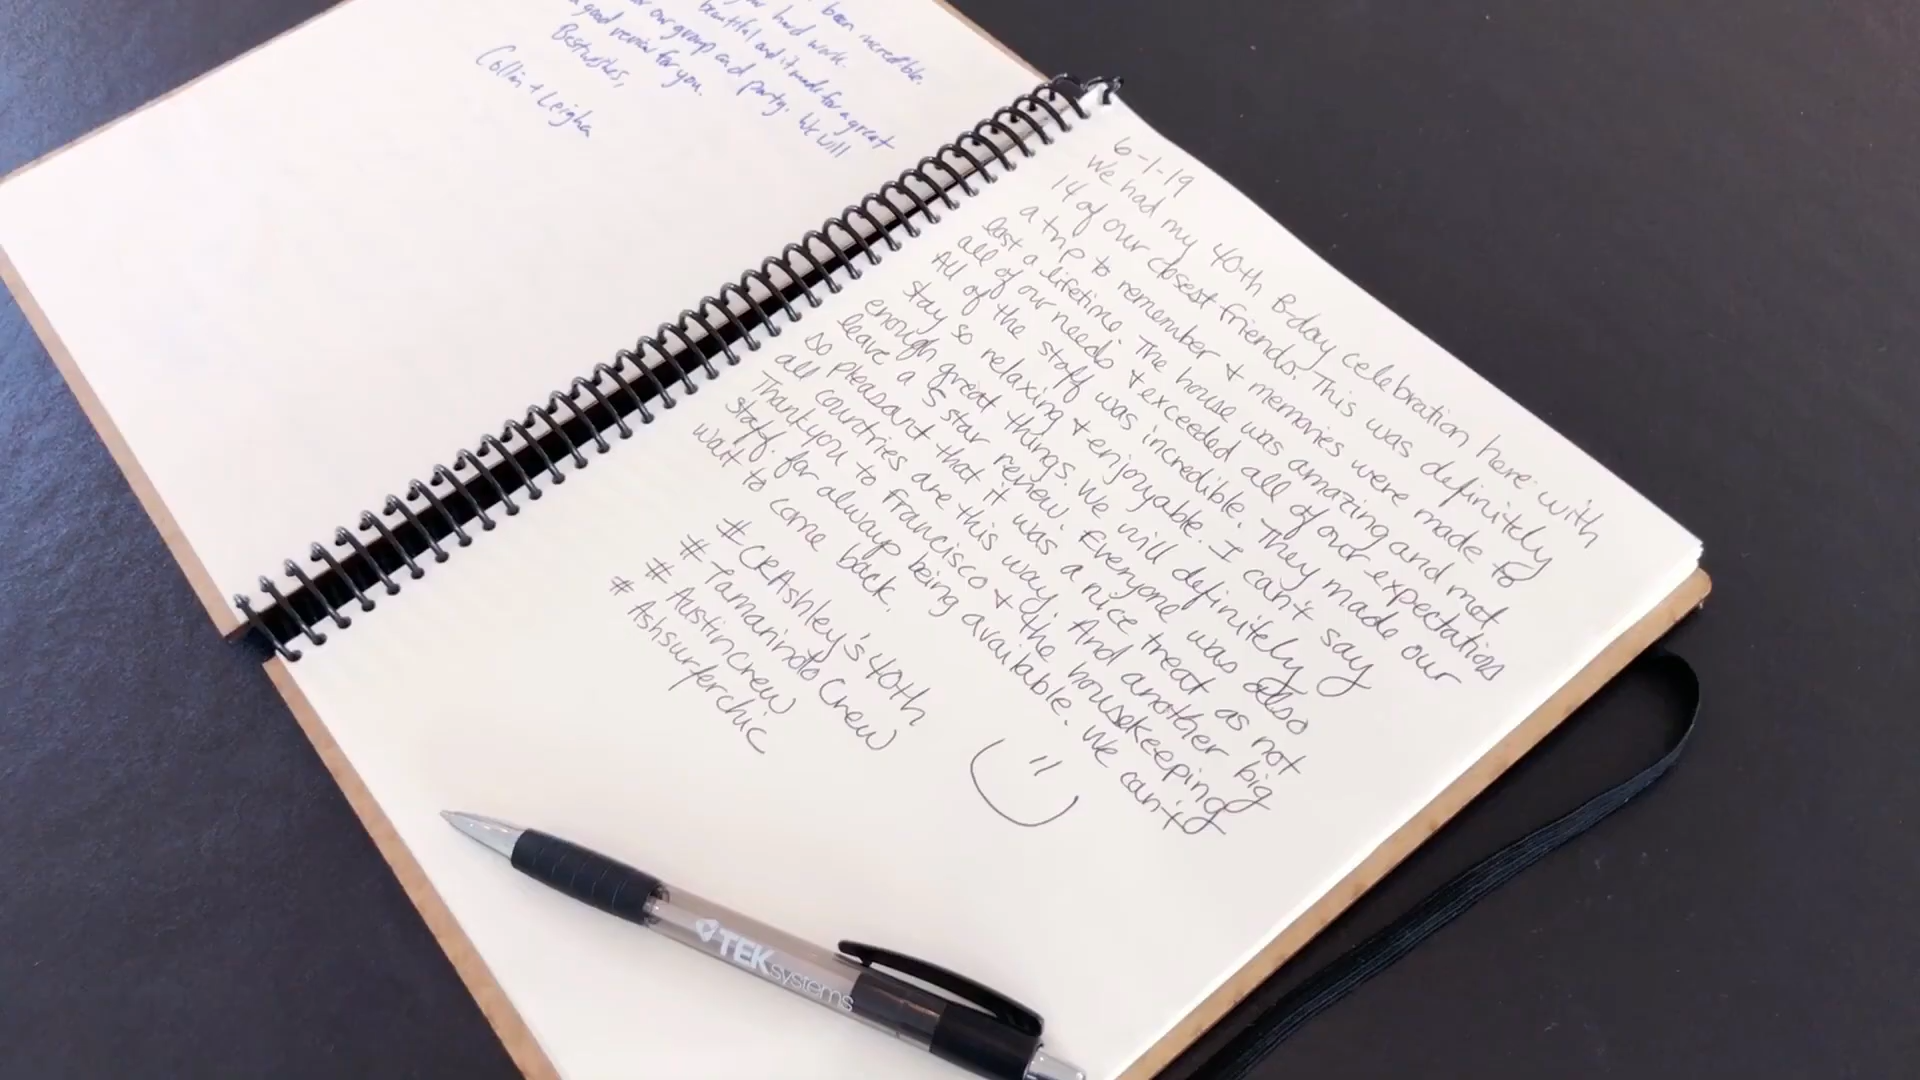 been incredible.
hard work.
beautiful and it made for a great
our group and party. We will
good review for you.
Best wishes,
Collin + Leigha
6-1-19
We had my 40th B-day celebration here with
14 of our closest friends. This was definitely
a trip to remember & memories were made to
last a lifetime. The house was amazing and met
all of our needs & exceeded all of our expectations
All of the staff was incredible. They made our
stay so relaxing & enjoyable. I can't say
enough great things. We will definitely
leave a 5 star review. Everyone was also
so pleasant that it was a nice treat as not
all countries are this way. And another big
Thank you to Francisco & the housekeeping
staff. for always being available. We can't
wait to come back.
# CRAshley's 40th
# Tamarindo Crew
# Austin Crew
# Ashsurferchic
TEKsystems